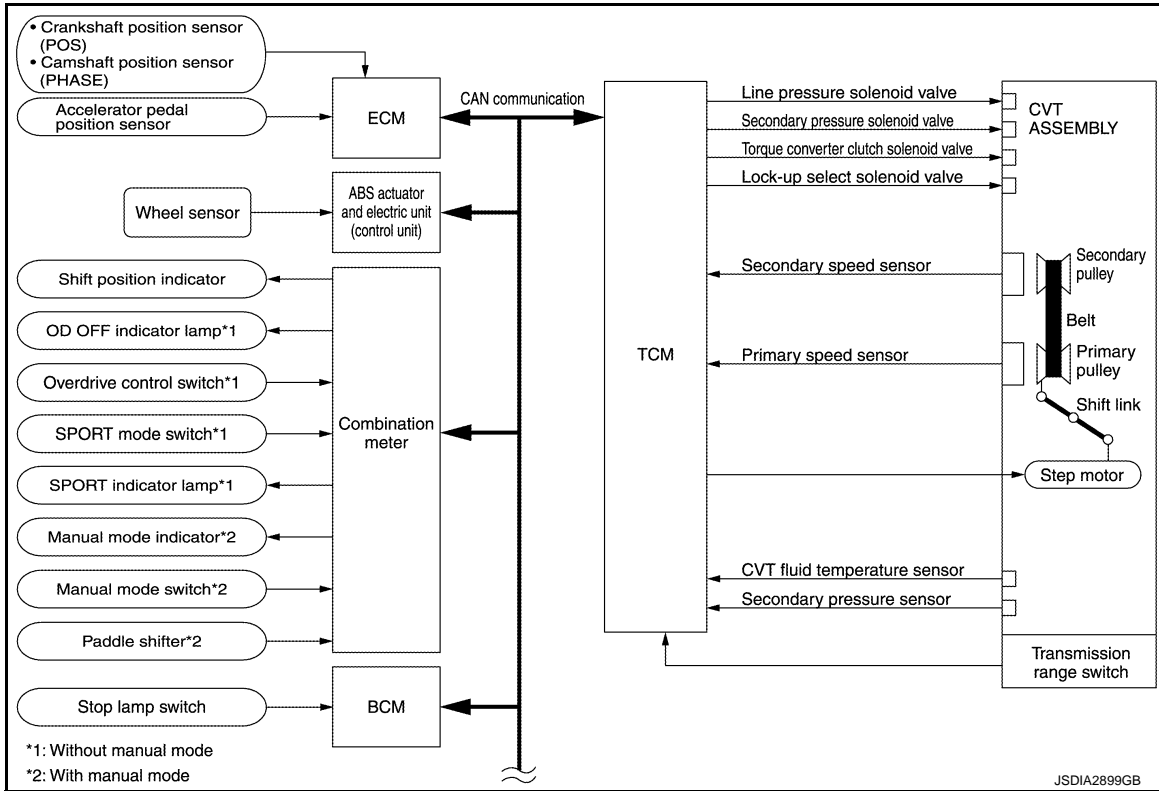 • Crankshaft position sensor
(POS)
• Camshaft position sensor
(PHASE)
Accelerator pedal
position sensor
ECM
CAN communication
Wheel sensor
ABS actuator
and electric unit
(control unit)
Shift position indicator
OD OFF indicator lamp*1
Overdrive control switch*1
SPORT mode switch*1
SPORT indicator lamp*1
Manual mode indicator*2
Manual mode switch*2
Paddle shifter*2
Combination
meter
Stop lamp switch
BCM
*1: Without manual mode
*2: With manual mode
TCM
Line pressure solenoid valve
Secondary pressure solenoid valve
Torque converter clutch solenoid valve
Lock-up select solenoid valve
Secondary speed sensor
Primary speed sensor
CVT fluid temperature sensor
Secondary pressure sensor
CVT
ASSEMBLY
Secondary
pulley
Belt
Primary
pulley
Shift link
Step motor
Transmission
range switch
JSDIA2899GB